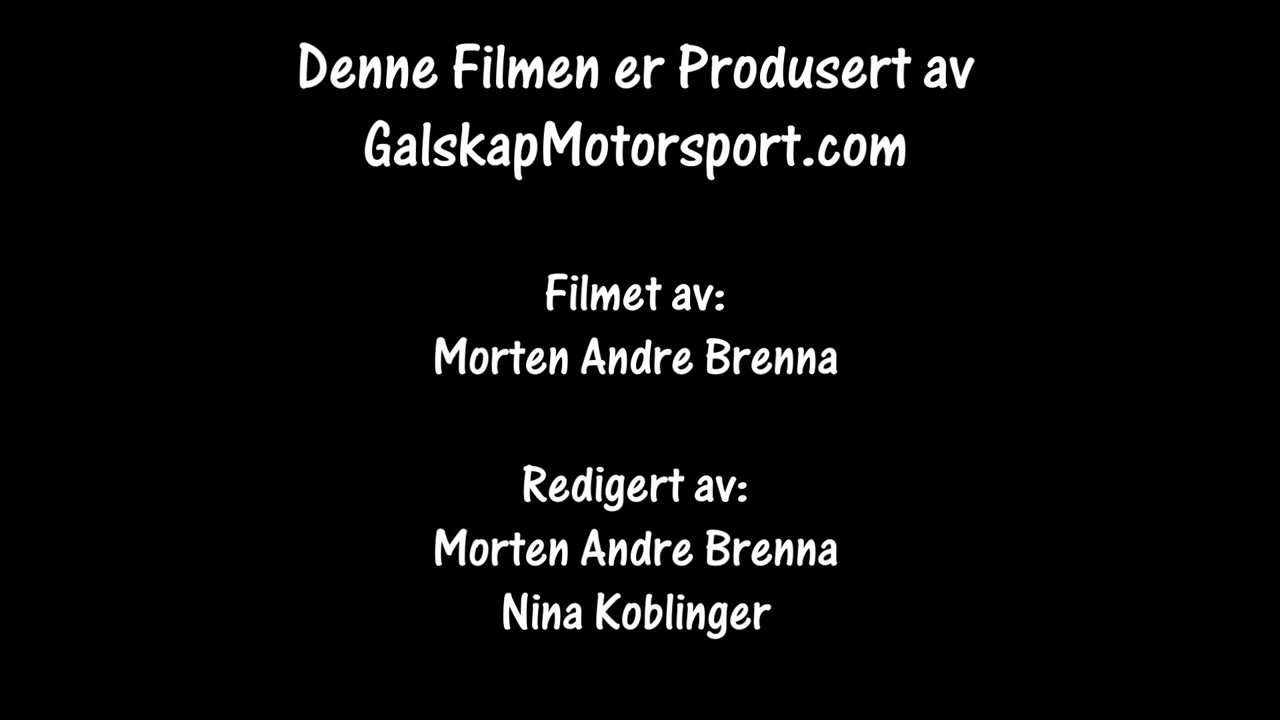 Denne Filmen er Produsert av
GalskapMotorsport.com
Filmet av:
Morten Andre Brenna
Redigert av:
Morten Andre Brenna
Nina Koblinger